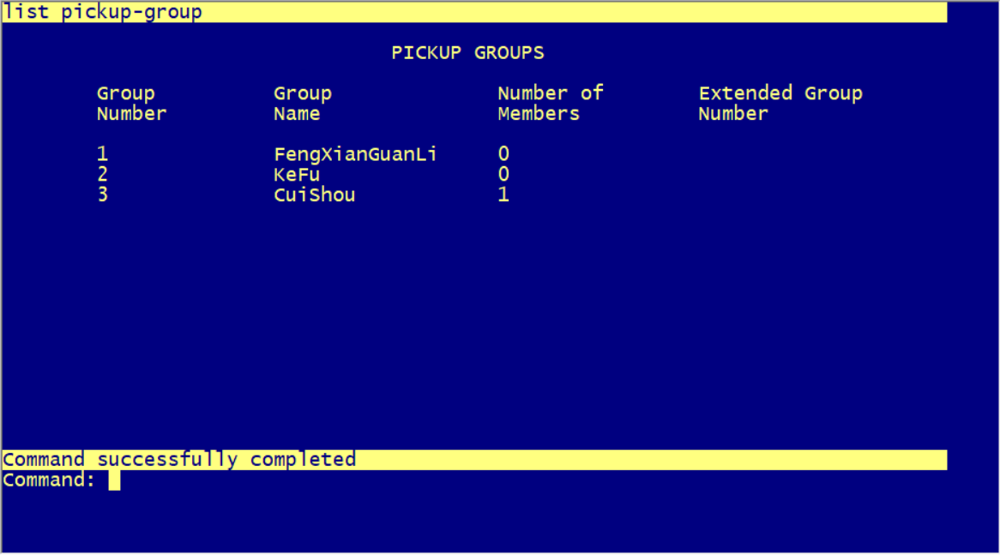 list pickup-group
PICKUP GROUPS
Group Group Number of Extended Group
Number Name Members Number
1 FengXianGuanLi 0
2 KeFu 0
3 CuiShou 1
Command successfully completed
Command: